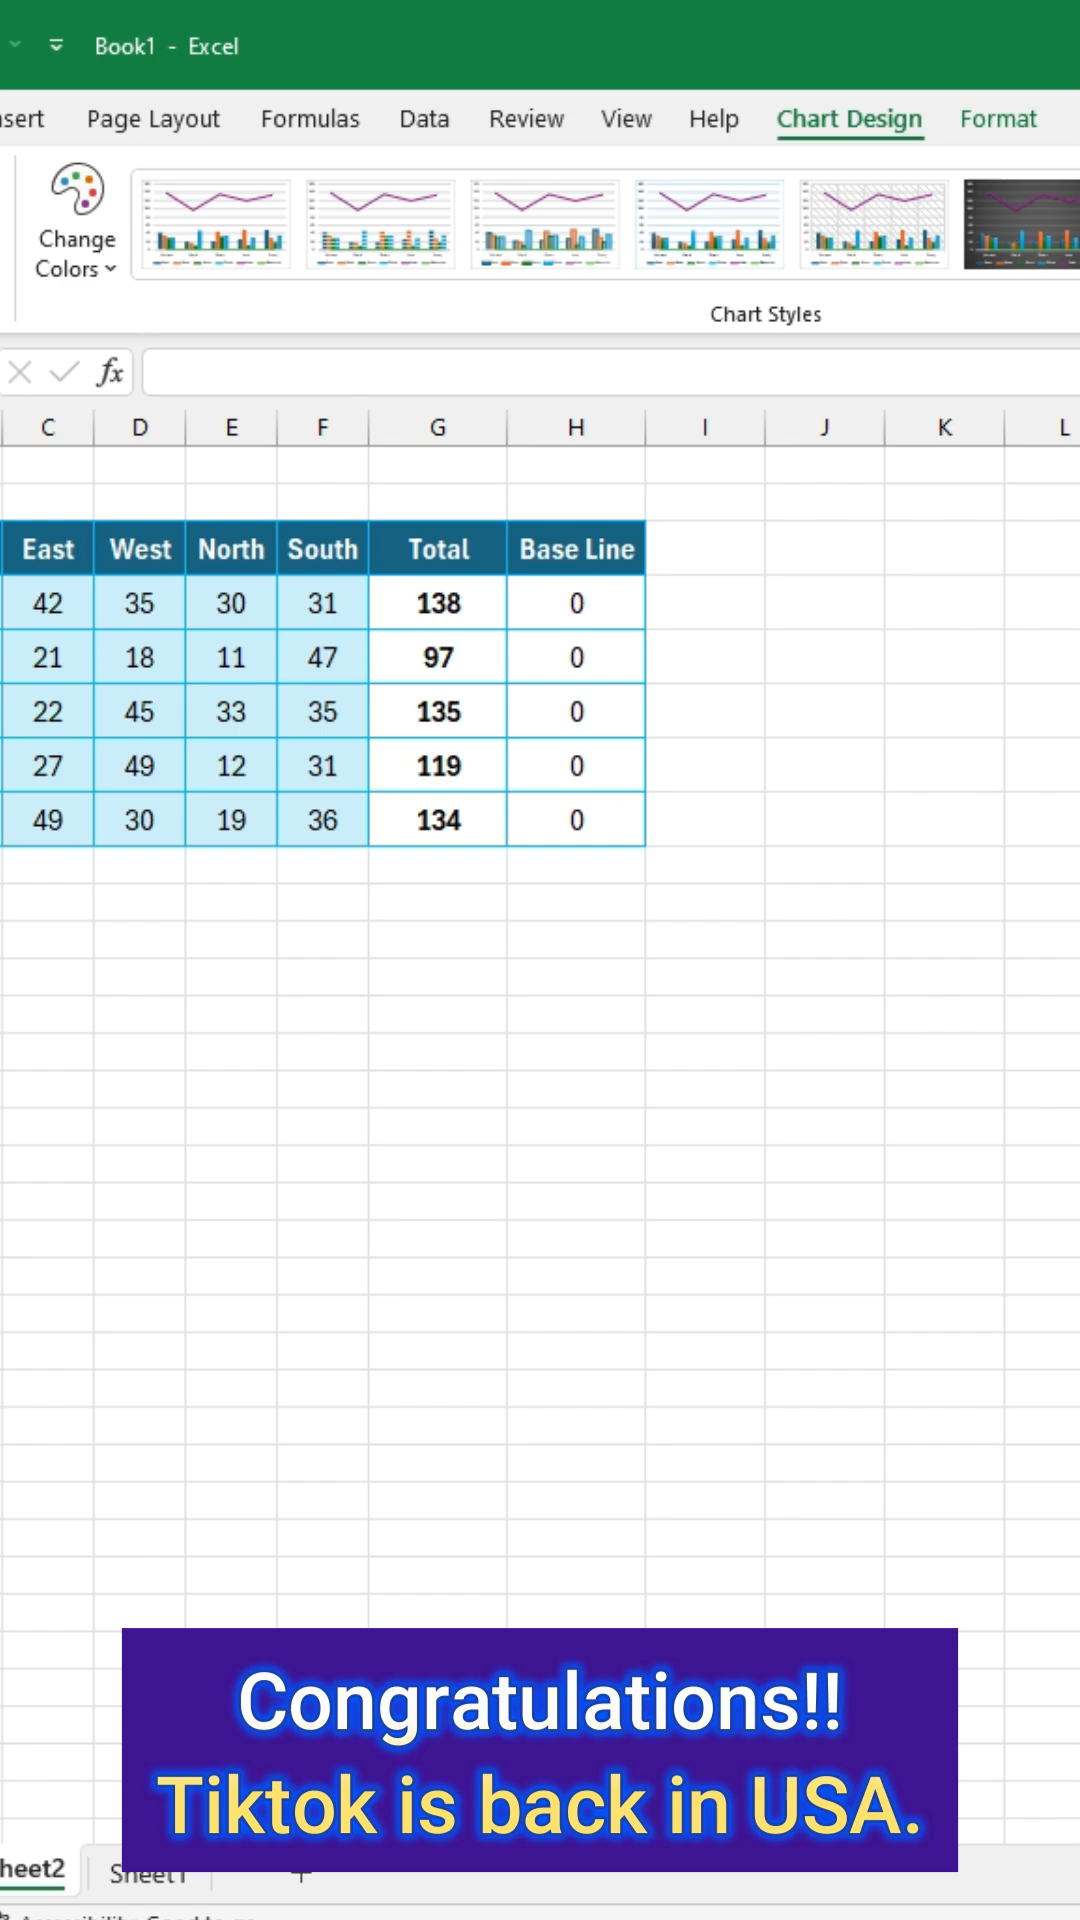 Book1 - Excel
nsert Page Layout Formulas Data Review View Help Chart Design Format
Change
Colors
Chart Styles
fx
C D E F G H I J K L
East West North South Total Base Line
42 35 30 31 138 0
21 18 11 47 97 0
22 45 33 35 135 0
27 49 12 31 119 0
49 30 19 36 134 0
Congratulations!!
Tiktok is back in USA.
heet2 Sheet1 +